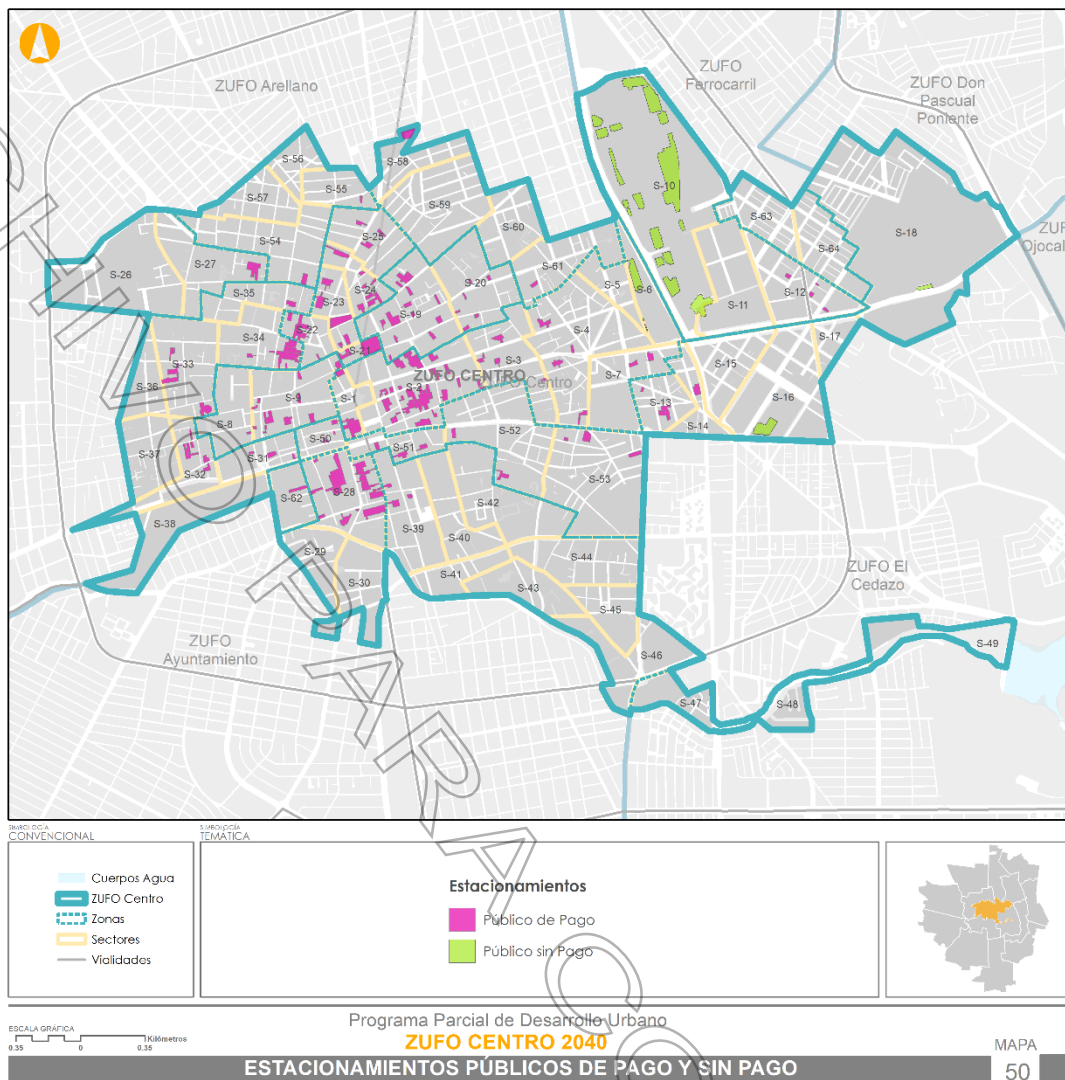 ZUFO Arellano
ZUFO
Ferrocarril
ZUFO Don
Pascual
Poniente
S-56
S-58
S-55
S-57
S-59
S-10
S-63
S-60
S-25
S-54
S-18
S-64
S-27
S-26
S-61
S-24
S-20
S-5
S-6
S-35
S-12
S-23
S-11
S-19
S-22
S-4
S-34
S-17
S-21
S-33
S-3
S-15
S-7
ZUFO CENTRO
ZUFO Centro
S-36
S-2
S-9
S-1
S-16
S-13
S-8
S-14
S-52
S-50
S-51
S-37
S-31
S-32
S-53
S-62
S-28
S-42
S-38
S-39
S-40
S-29
S-44
S-41
S-30
S-43
ZUFO El
Cedazo
S-45
ZUFO
Ayuntamiento
S-49
S-46
S-47
S-48
CONVENCIONAL
SIMBOLOGÍA
TEMÁTICA
Cuerpos Agua
ZUFO Centro
Zonas
Sectores
Vialidades
Estacionamientos
Público de Pago
Público sin Pago
ESCALA GRÁFICA
0.35 0 0.35
Kilómetros
Programa Parcial de Desarrollo Urbano
ZUFO CENTRO 2040
ESTACIONAMIENTOS PÚBLICOS DE PAGO Y SIN PAGO
MAPA
50